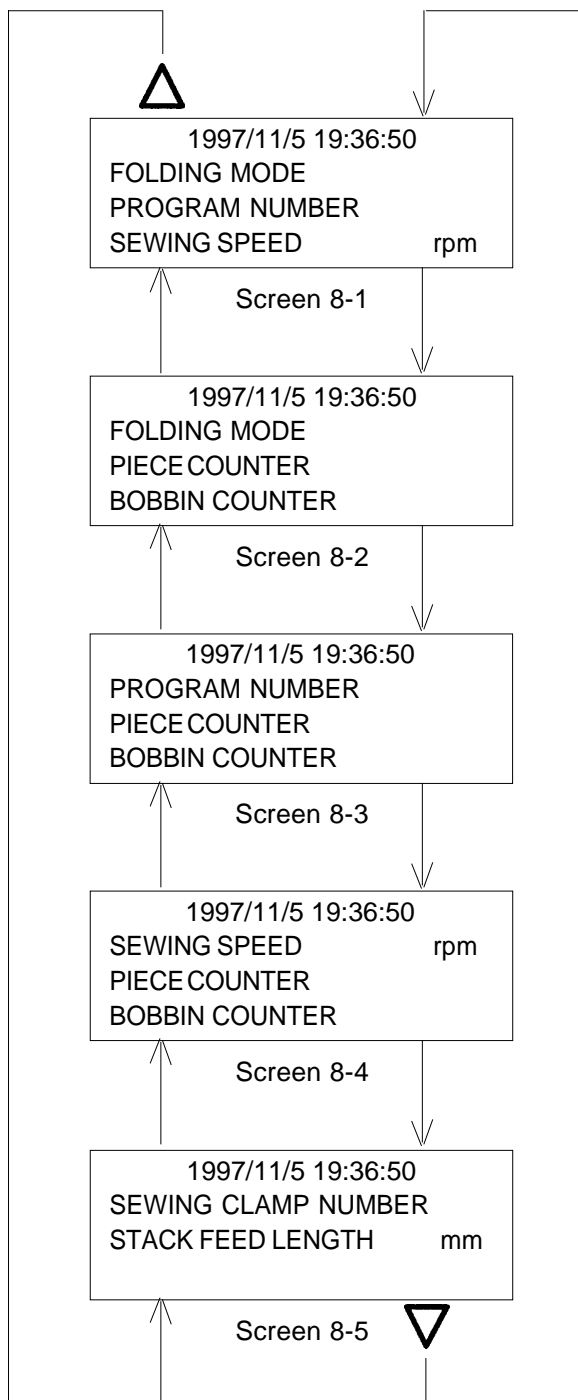 1997/11/5 19:36:50
FOLDING MODE
PROGRAM NUMBER
SEWING SPEED rpm
Screen 8-1
1997/11/5 19:36:50
FOLDING MODE
PIECE COUNTER
BOBBIN COUNTER
Screen 8-2
1997/11/5 19:36:50
PROGRAM NUMBER
PIECE COUNTER
BOBBIN COUNTER
Screen 8-3
1997/11/5 19:36:50
SEWING SPEED rpm
PIECE COUNTER
BOBBIN COUNTER
Screen 8-4
1997/11/5 19:36:50
SEWING CLAMP NUMBER
STACK FEED LENGTH mm
Screen 8-5